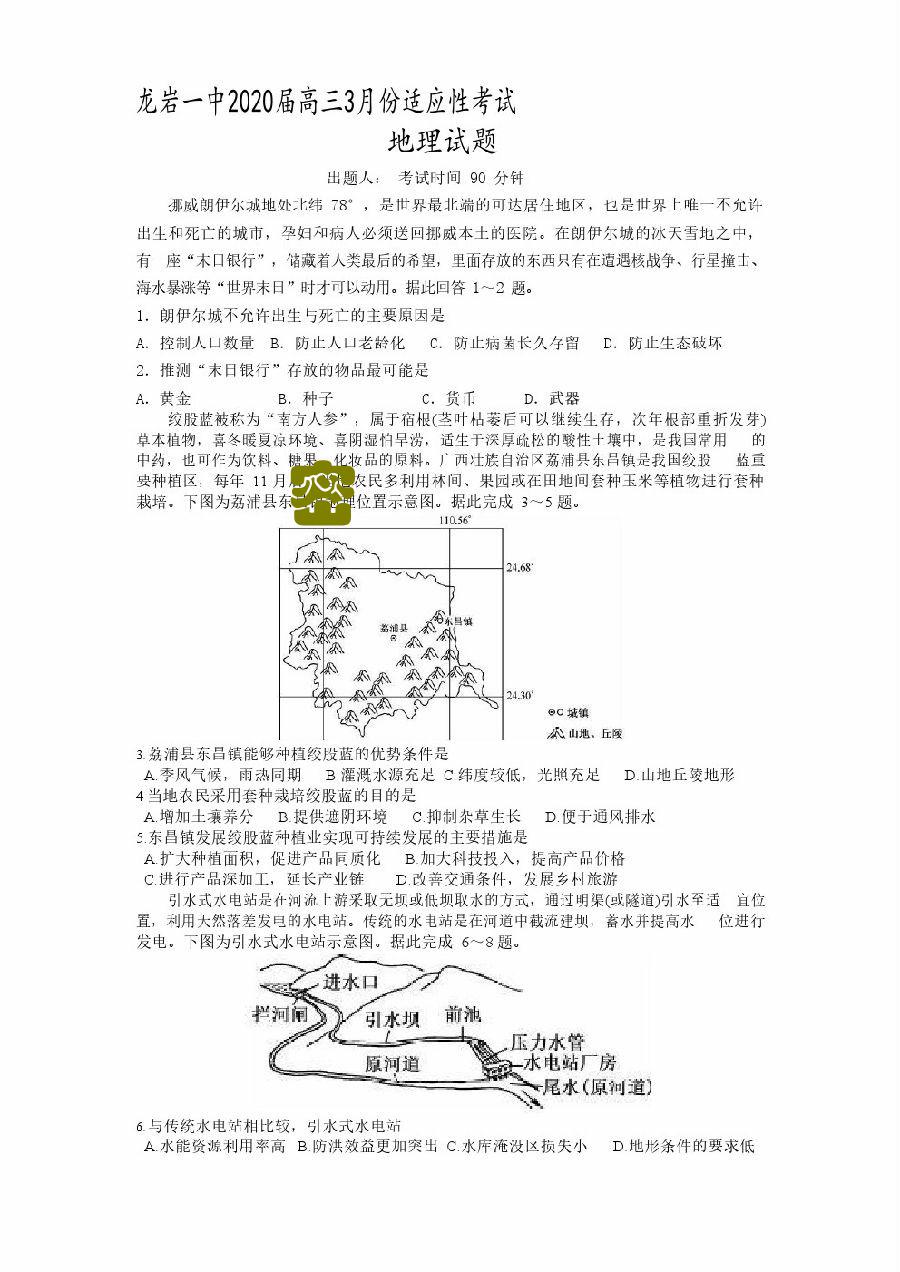 龙岩一中2020届高三3月份适应性考试
地理试题
出题人： 考试时间 90 分钟
挪威朗伊尔城地处北纬 78°，是世界最北端的可达居住地区，也是世界上唯一不允许
出生和死亡的城市，孕妇和病人必须送回挪威本土的医院。在朗伊尔城的冰天雪地之中，
有 座“末日银行”，储藏着人类最后的希望，里面存放的东西只有在遭遇核战争、行星撞击、
海水暴涨等“世界末日”时才可以动用。据此回答 1～2 题。
1．朗伊尔城不允许出生与死亡的主要原因是
A．控制人口数量 B．防止人口老龄化 C．防止病菌长久存留 D．防止生态破坏
2．推测“末日银行”存放的物品最可能是
A．黄金 B．种子 C．货币 D．武器
绞股蓝被称为“南方人参”，属于宿根(茎叶枯萎后可以继续生存，次年根部重折发芽)
草本植物，喜冬暖夏凉环境、喜阴湿怕旱涝，适生于深厚疏松的酸性土壤中，是我国常用 的
中药，也可作为饮料、糖果、化妆品的原料。广西壮族自治区荔浦县东昌镇是我国绞股 蓝重
要种植区，每年 11 月 农民多利用林间、果园或在田地间套种玉米等植物进行套种
栽培。下图为荔浦县东 理位置示意图。据此完成 3～5 题。
110.56°
24.68°
荔浦县
东昌镇
24.30°
城镇
山地、丘陵
3.荔浦县东昌镇能够种植绞股蓝的优势条件是
A.季风气候，雨热同期 B 灌溉水源充足 C 纬度较低，光照充足 D.山地丘陵地形
4 当地农民采用套种栽培绞股蓝的目的是
A.增加土壤养分 B.提供遮阴环境 C.抑制杂草生长 D.便于通风排水
5.东昌镇发展绞股蓝种植业实现可持续发展的主要措施是
A.扩大种植面积，促进产品同质化 B.加大科技投入，提高产品价格
C.进行产品深加工，延长产业链 D.改善交通条件，发展乡村旅游
引水式水电站是在河流上游采取无坝或低坝取水的方式，通过明渠(或隧道)引水至适 宜位
置，利用天然落差发电的水电站。传统的水电站是在河道中截流建坝，蓄水并提高水 位进行
发电。下图为引水式水电站示意图。据此完成 6～8 题。
进水口
拦河闸
引水坝
前池
压力水管
原河道
水电站厂房
尾水(原河道)
6.与传统水电站相比较，引水式水电站
A.水能资源利用率高 B.防洪效益更加突出 C.水库淹没区损失小 D.地形条件的要求低